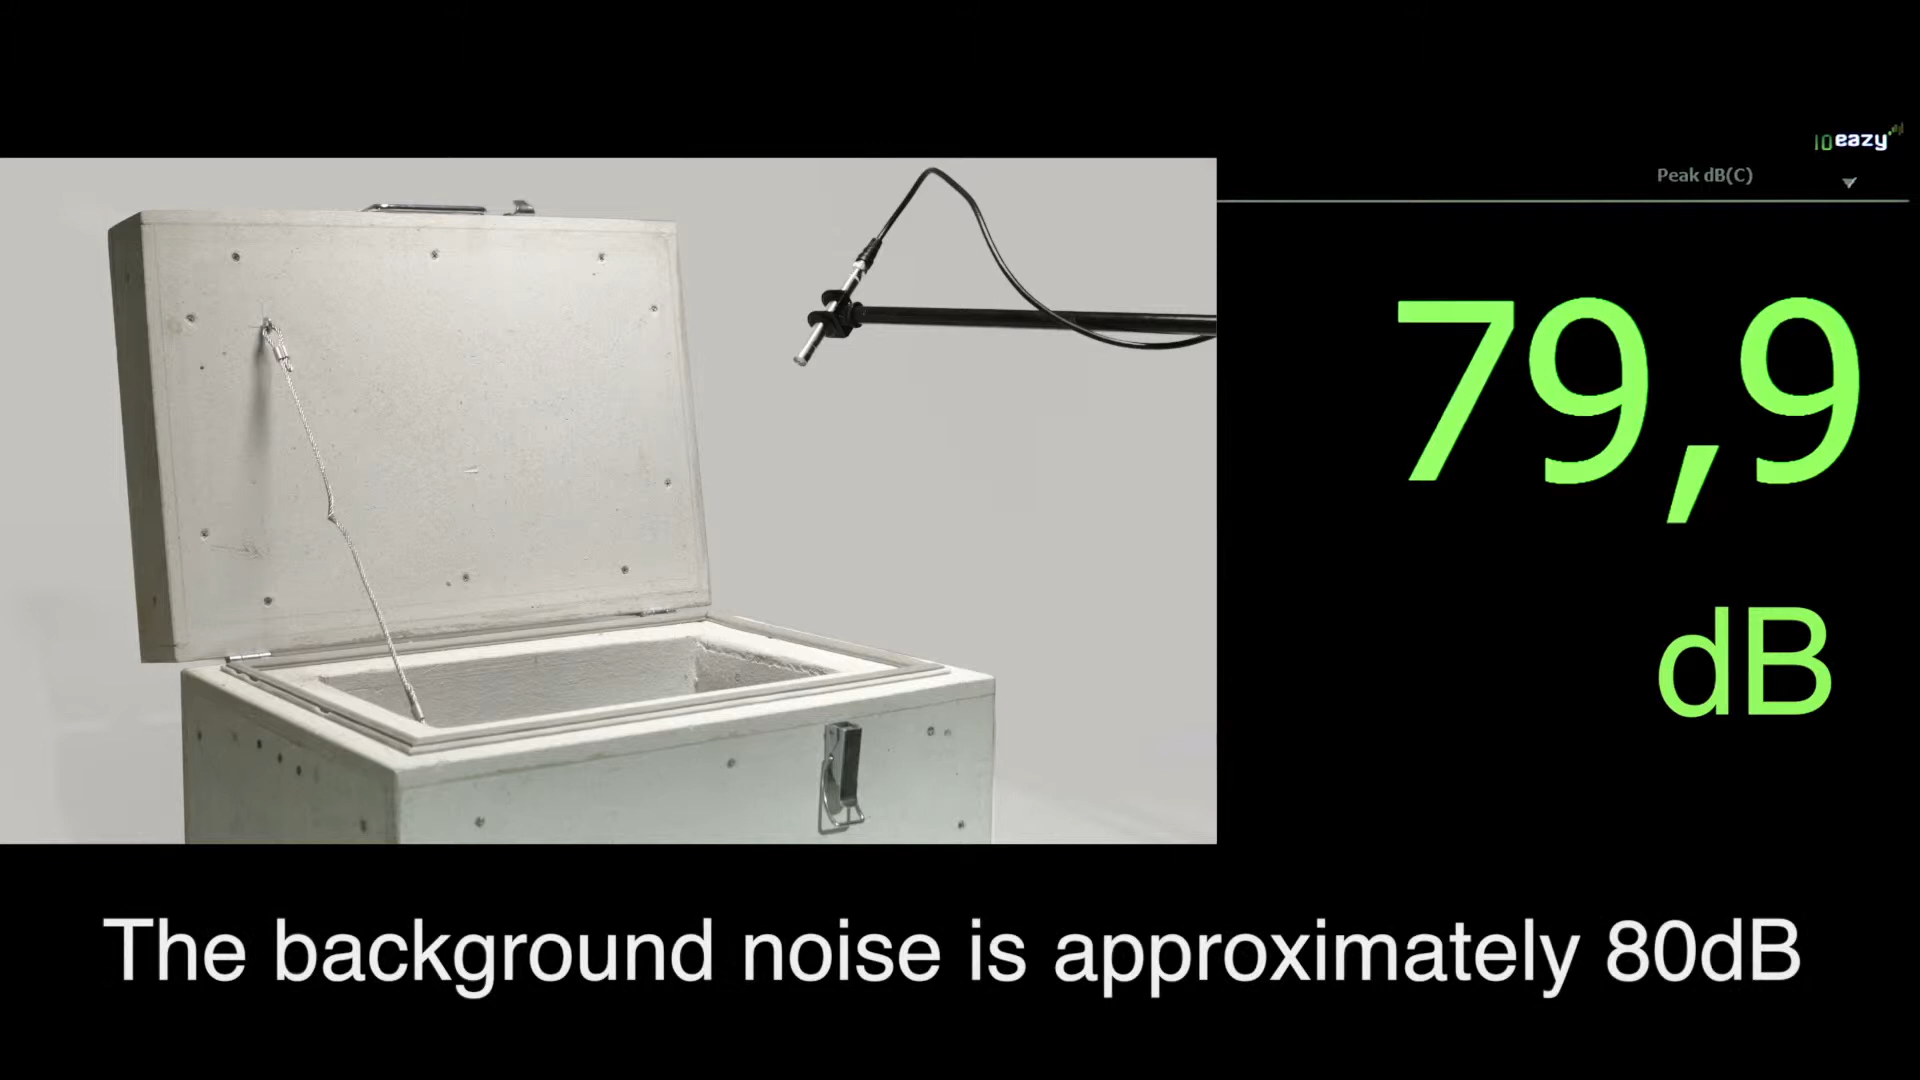 10eazy
Peak dB(C)
79,9
dB
The background noise is approximately 80dB